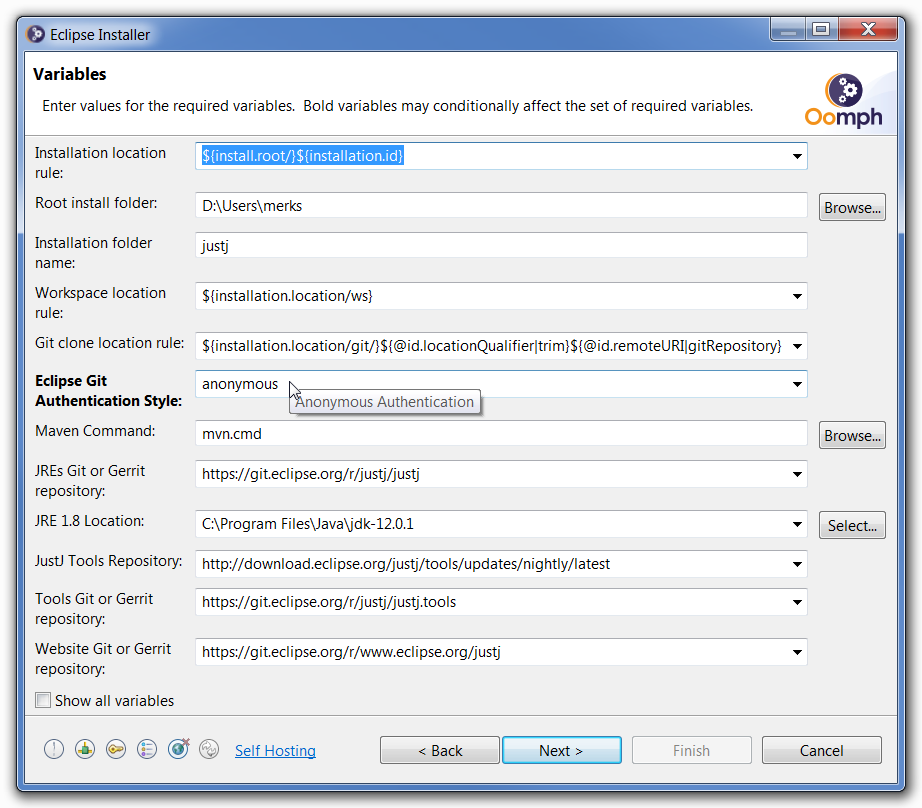 Eclipse Installer
Variables
Enter values for the required variables.  Bold variables may conditionally affect the set of required variables.
Oomph
Installation location
rule:
${install.root/}${installation.id}
Root install folder:
D:\Users\merks
Browse...
Installation folder
name:
justj
Workspace location
rule:
${installation.location/ws}
Git clone location rule:
${installation.location/git/}${@id.locationQualifier|trim}${@id.remoteURI|gitRepository}
Eclipse Git
Authentication Style:
anonymous
Anonymous Authentication
Maven Command:
mvn.cmd
Browse...
JREs Git or Gerrit
repository:
https://git.eclipse.org/r/justj/justj
JRE 1.8 Location:
C:\Program Files\Java\jdk-12.0.1
Select...
JustJ Tools Repository:
http://download.eclipse.org/justj/tools/updates/nightly/latest
Tools Git or Gerrit
repository:
https://git.eclipse.org/r/justj/justj.tools
Website Git or Gerrit
repository:
https://git.eclipse.org/r/www.eclipse.org/justj
Show all variables
Self Hosting
< Back
Next >
Finish
Cancel